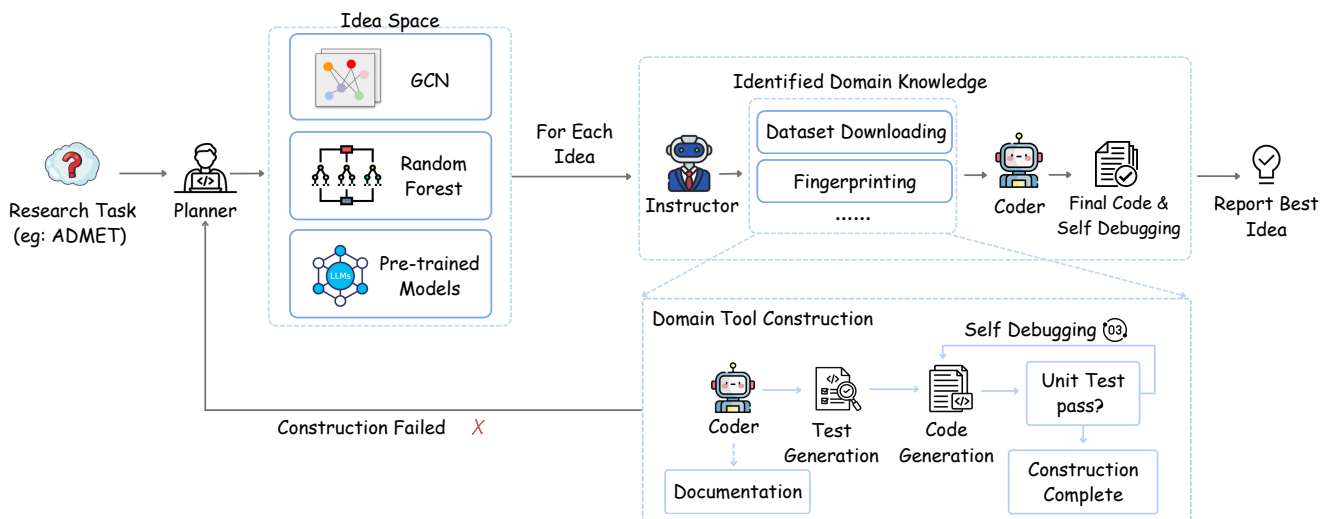 Idea Space
GCN
Random
Forest
LLMs
Pre-trained
Models
Research Task
(eg: ADMET)
Planner
For Each
Idea
Identified Domain Knowledge
Dataset Downloading
Fingerprinting
......
Instructor
Coder
Final Code &
Self Debugging
Report Best
Idea
Domain Tool Construction
Self Debugging
03
Coder
Test
Generation
Code
Generation
Unit Test
pass?
Documentation
Construction
Complete
Construction Failed X